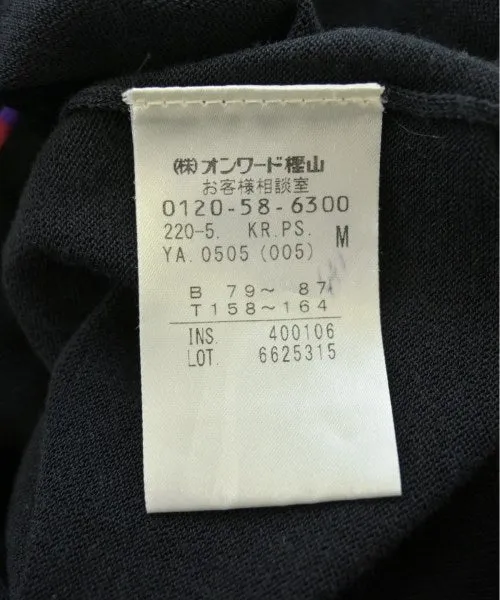 (株)オンワード樫山
お客様相談室
0120-58-6300
220-5. KR.PS. M
YA.0505(005)
B 79〜 87
T158〜164
INS. 400106
LOT. 6625315